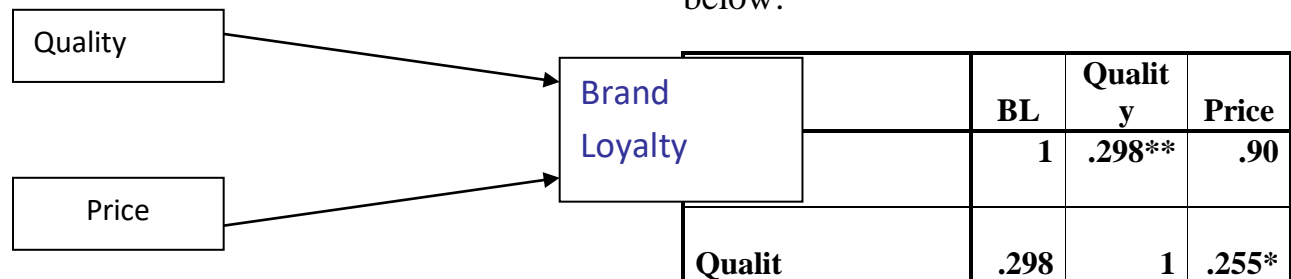 below:
Quality
Brand
Loyalty
Price
BL Qualit
y Price
1 .298** .90
Qualit .298 1 .255*